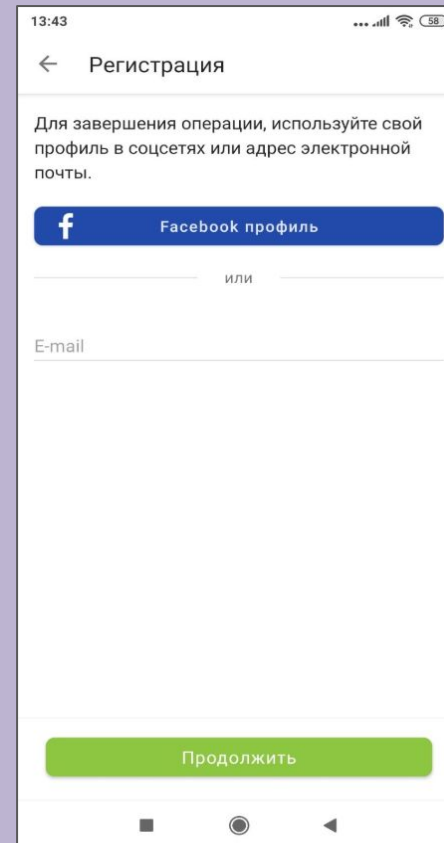 13:43
58
Регистрация
Для завершения операции, используйте свой
профиль в соцсетях или адрес электронной
почты.
Facebook профиль
или
E-mail
Продолжить